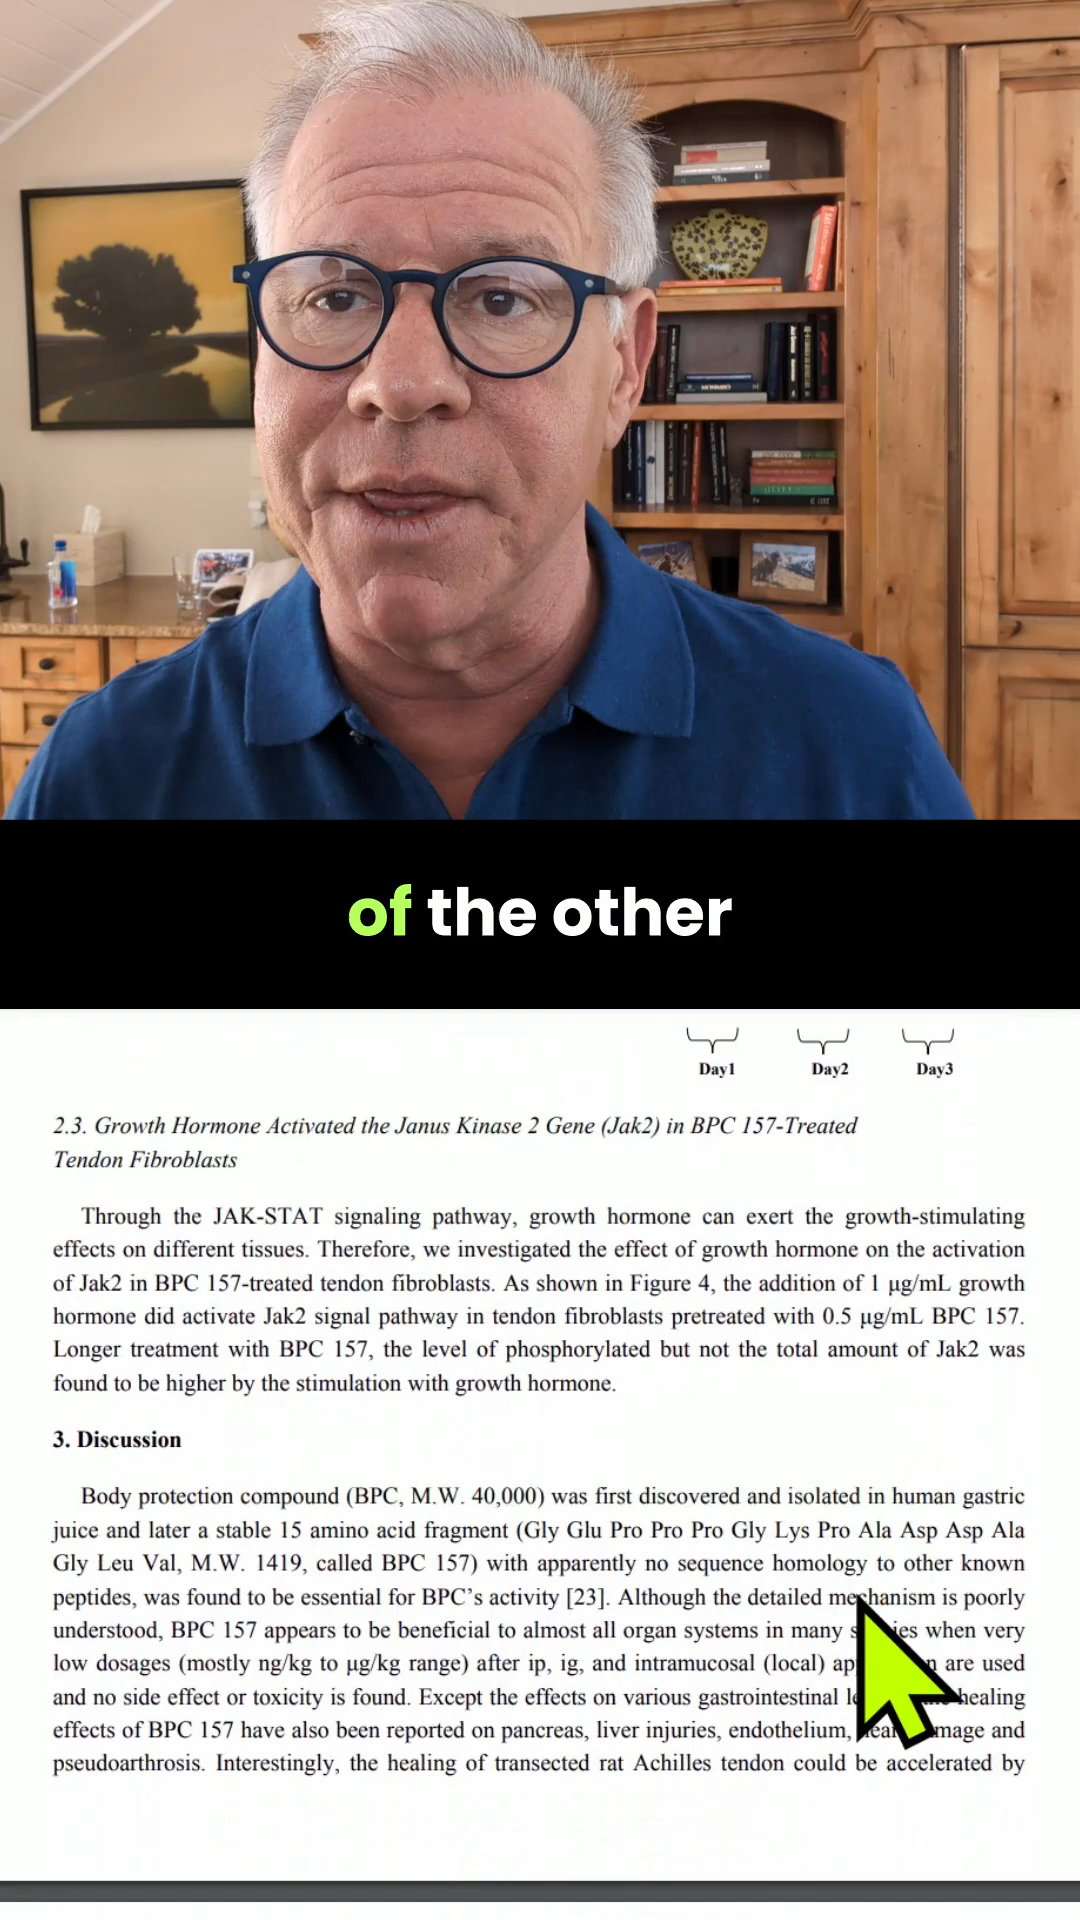 of the other
Day1 Day2 Day3
2.3. Growth Hormone Activated the Janus Kinase 2 Gene (Jak2) in BPC 157-Treated
Tendon Fibroblasts
Through the JAK-STAT signaling pathway, growth hormone can exert the growth-stimulating
effects on different tissues. Therefore, we investigated the effect of growth hormone on the activation
of Jak2 in BPC 157-treated tendon fibroblasts. As shown in Figure 4, the addition of 1 μg/mL growth
hormone did activate Jak2 signal pathway in tendon fibroblasts pretreated with 0.5 μg/mL BPC 157.
Longer treatment with BPC 157, the level of phosphorylated but not the total amount of Jak2 was
found to be higher by the stimulation with growth hormone.
3. Discussion
Body protection compound (BPC, M.W. 40,000) was first discovered and isolated in human gastric
juice and later a stable 15 amino acid fragment (Gly Glu Pro Pro Pro Gly Lys Pro Ala Asp Asp Ala
Gly Leu Val, M.W. 1419, called BPC 157) with apparently no sequence homology to other known
peptides, was found to be essential for BPC's activity [23]. Although the detailed mechanism is poorly
understood, BPC 157 appears to be beneficial to almost all organ systems in many when very
low dosages (mostly ng/kg to μg/kg range) after ip, ig, and intramucosal (local) are used
and no side effect or toxicity is found. Except the effects on various gastrointestinal healing
effects of BPC 157 have also been reported on pancreas, liver injuries, endothelium, and
pseudoarthrosis. Interestingly, the healing of transected rat Achilles tendon could be accelerated by